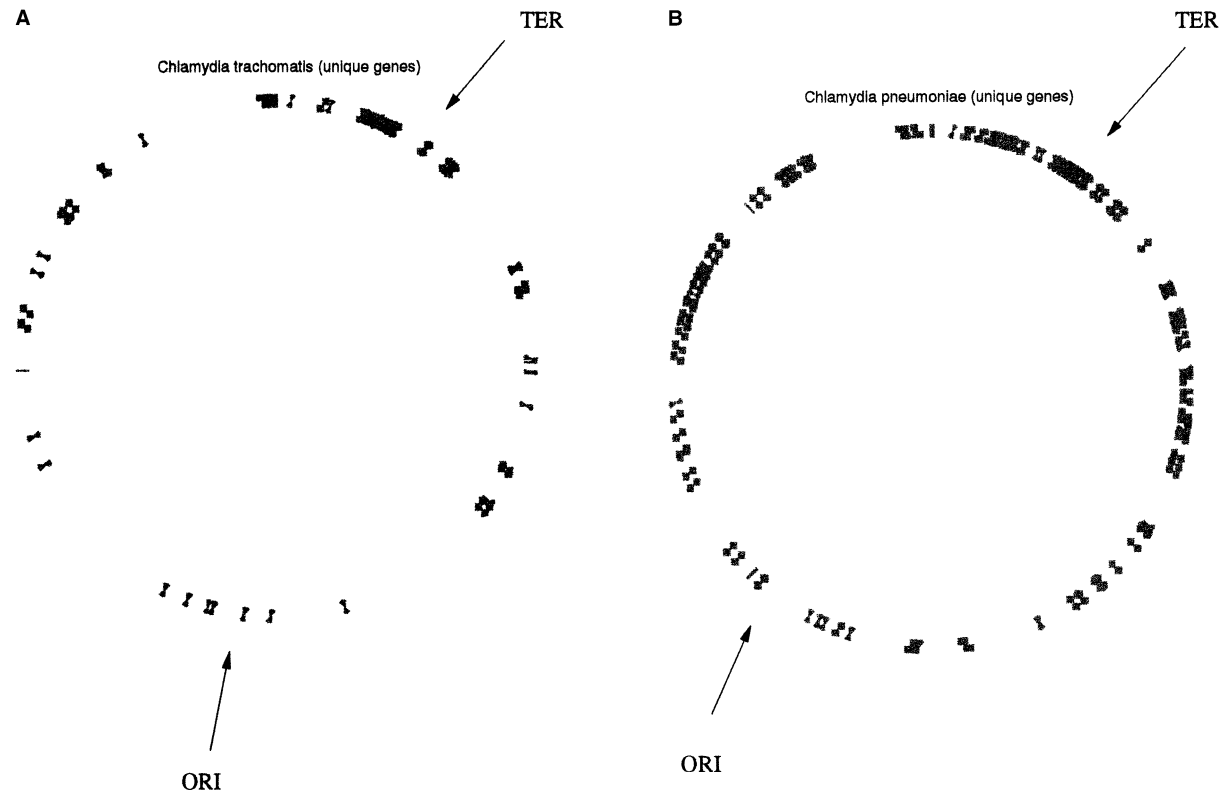 A
TER
Chlamydia trachomatis (unique genes)
ORI
B
TER
Chlamydia pneumoniae (unique genes)
ORI